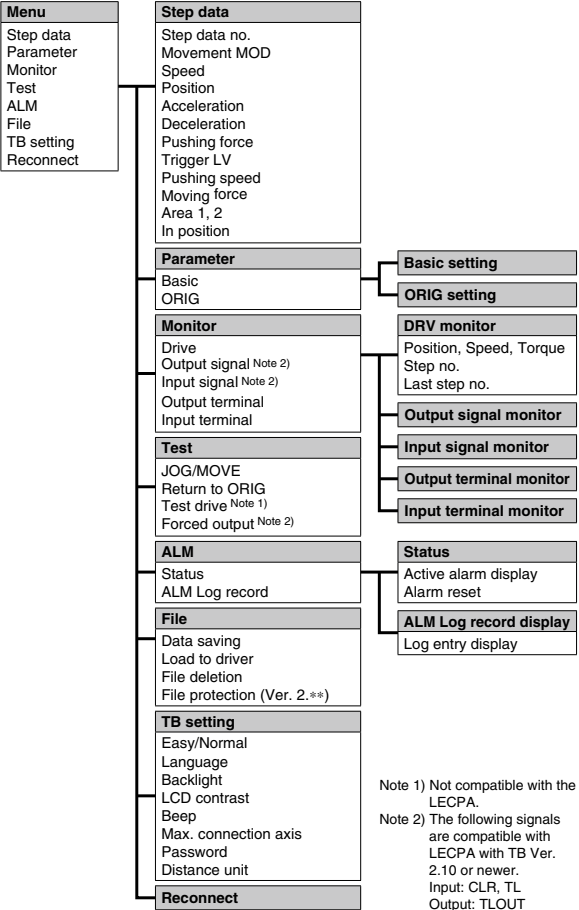 Menu
Step data
Parameter
Monitor
Test
ALM
File
TB setting
Reconnect
Step data
Step data no.
Movement MOD
Speed
Position
Acceleration
Deceleration
Pushing force
Trigger LV
Pushing speed
Moving force
Area 1, 2
In position
Parameter
Basic
ORIG
Basic setting
ORIG setting
Monitor
Drive
Output signal Note 2)
Input signal Note 2)
Output terminal
Input terminal
DRV monitor
Position, Speed, Torque
Step no.
Last step no.
Output signal monitor
Input signal monitor
Output terminal monitor
Input terminal monitor
Test
JOG/MOVE
Return to ORIG
Test drive Note 1)
Forced output Note 2)
ALM
Status
ALM Log record
Status
Active alarm display
Alarm reset
ALM Log record display
Log entry display
File
Data saving
Load to driver
File deletion
File protection (Ver. 2.∗∗)
TB setting
Easy/Normal
Language
Backlight
LCD contrast
Beep
Max. connection axis
Password
Distance unit
Reconnect
Note 1) Not compatible with the
LECPA.
Note 2) The following signals
are compatible with
LECPA with TB Ver.
2.10 or newer.
Input: CLR, TL
Output: TLOUT